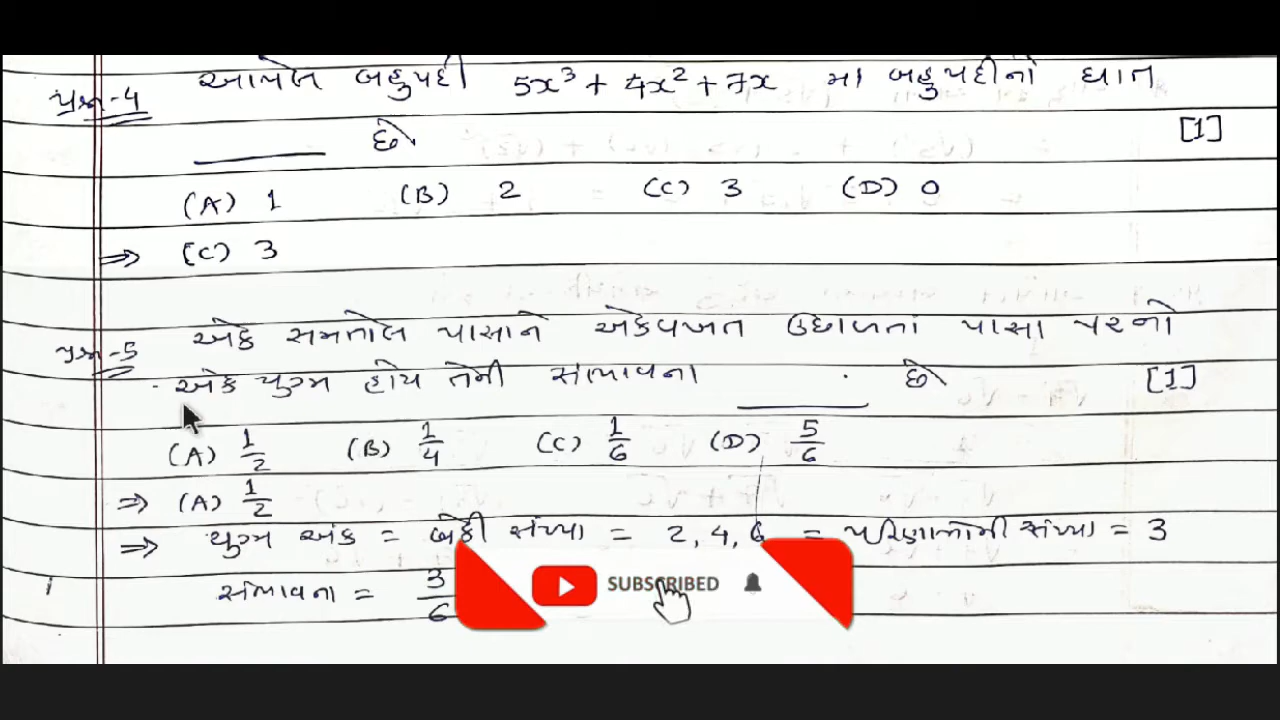 પ્રશ્ન-4 આપેલ બહુપદી 5x³ + 4x² + 7x માં બહુપદીનો ઘાત
______ છે [1]
(A) 1 (B) 2 (C) 3 (D) 0
⇒ (C) 3
પ્રશ્ન-5 એક સમતોલ પાસાને એકવખત ઉછાળતાં પાસા પરનો
એક યુગ્મ હોય તેની સંભાવના ______ છે [1]
(A) 1/2 (B) 1/4 (C) 1/6 (D) 5/6
⇒ (A) 1/2
⇒ યુગ્મ અંક = બેકી સંખ્યા = 2, 4, 6 = પરિણામોની સંખ્યા = 3
સંભાવના = 3/6
SUBSCRIBED